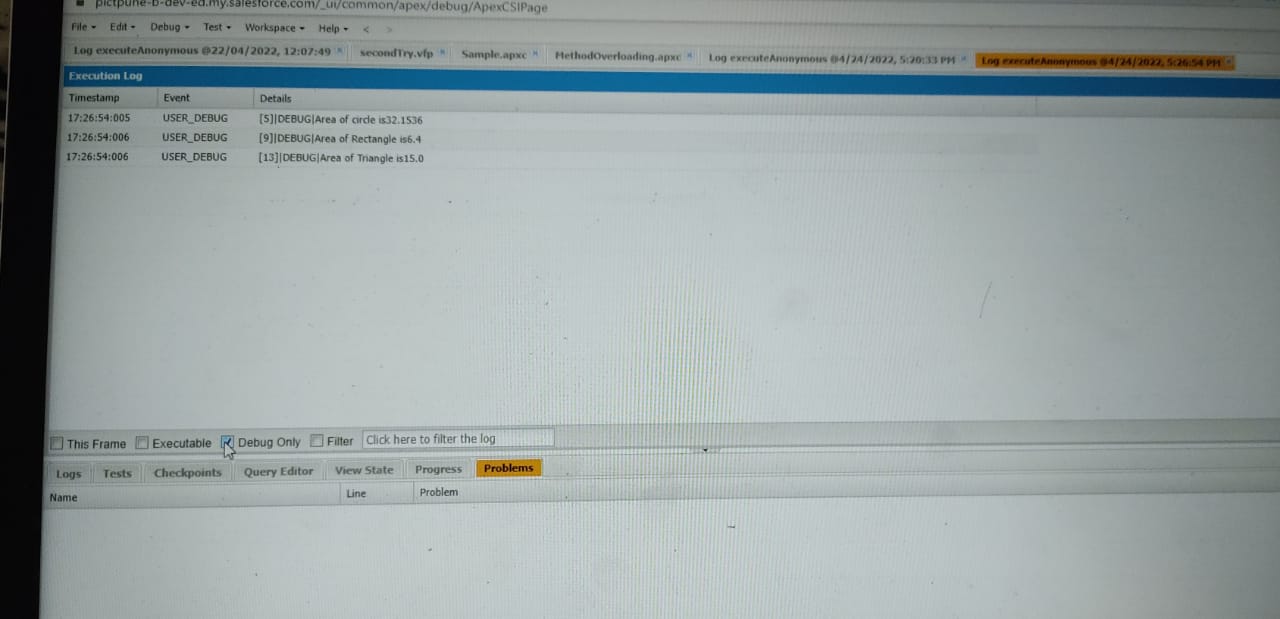 pictpune-b-dev-ed.my.salesforce.com/_ui/common/apex/debug/ApexCSIPage
File Edit Debug Test Workspace Help < >
Log executeAnonymous @22/04/2022, 12:07:49 secondTry.vfp Sample.apxc MethodOverloading.apxc Log executeAnonymous @4/24/2022, 5:20:33 PM Log executeAnonymous @4/24/2022, 5:26:54 PM
Execution Log
Timestamp Event Details
17:26:54:005 USER_DEBUG [5]|DEBUG|Area of circle is32.1536
17:26:54:006 USER_DEBUG [9]|DEBUG|Area of Rectangle is6.4
17:26:54:006 USER_DEBUG [13]|DEBUG|Area of Triangle is15.0
This Frame Executable Debug Only Filter Click here to filter the log
Logs Tests Checkpoints Query Editor View State Progress Problems
Name Line Problem